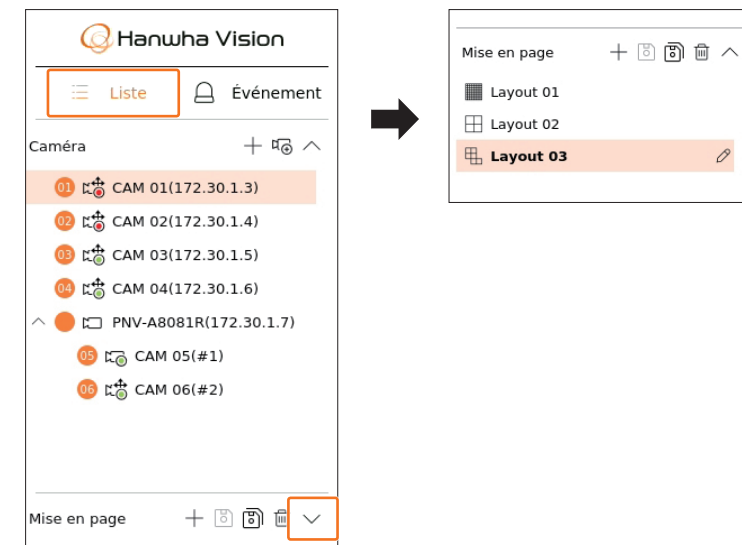 Hanwha Vision
Liste
Événement
Caméra
01 CAM 01(172.30.1.3)
02 CAM 02(172.30.1.4)
03 CAM 03(172.30.1.5)
04 CAM 04(172.30.1.6)
PNV-A8081R(172.30.1.7)
05 CAM 05(#1)
06 CAM 06(#2)
Mise en page
Mise en page
Layout 01
Layout 02
Layout 03